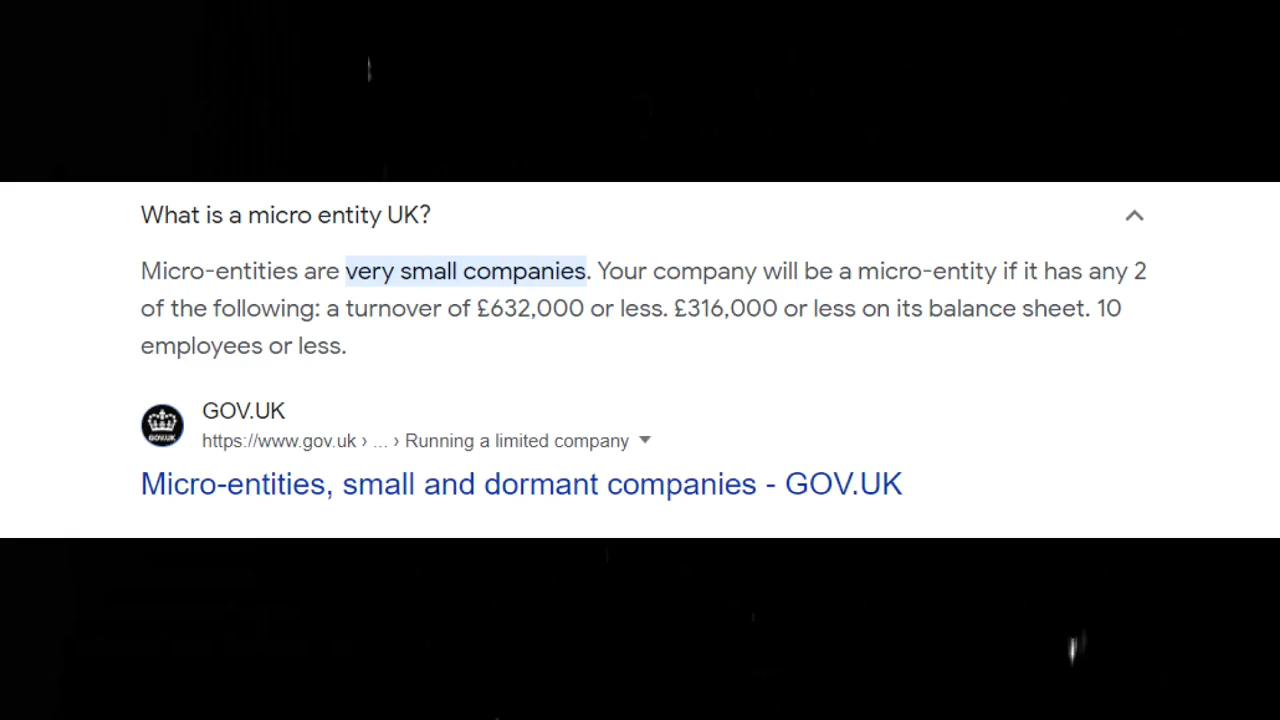 What is a micro entity UK?
Micro-entities are very small companies. Your company will be a micro-entity if it has any 2
of the following: a turnover of £632,000 or less. £316,000 or less on its balance sheet. 10
employees or less.
GOV.UK
GOV.UK
https://www.gov.uk › ... › Running a limited company
Micro-entities, small and dormant companies - GOV.UK